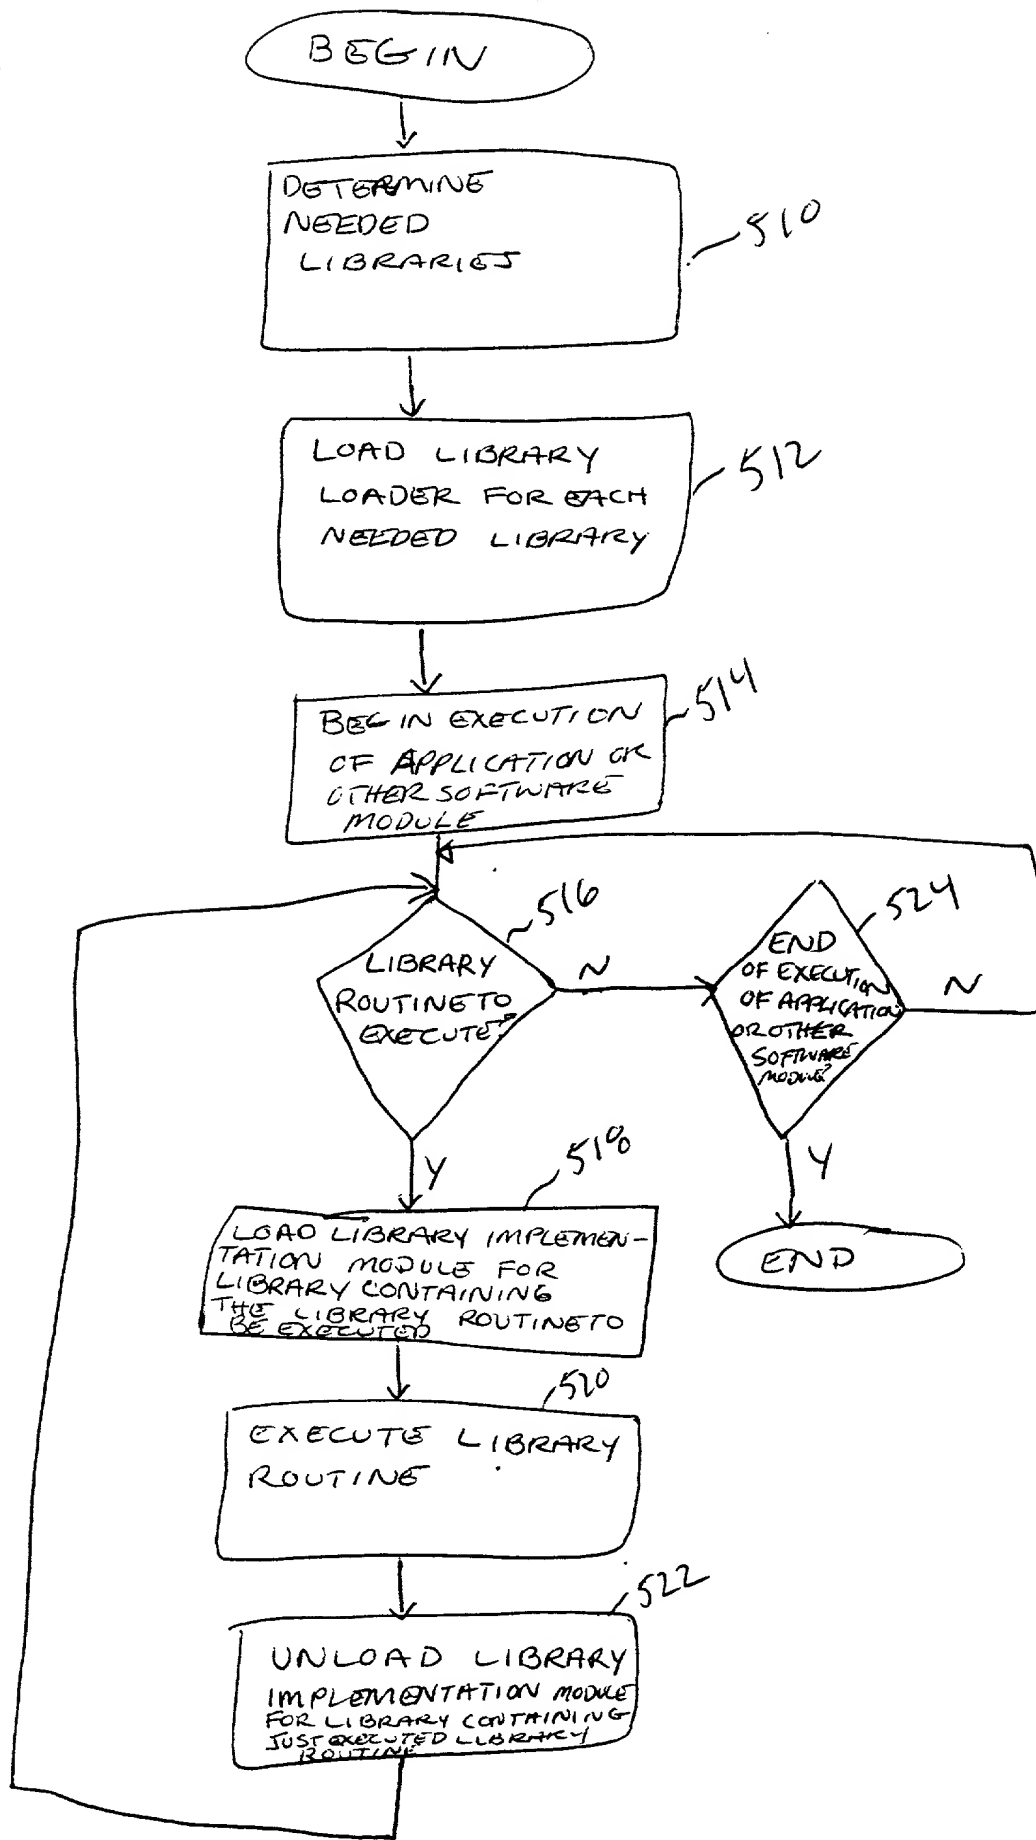 BEGIN
DETERMINE
NEEDED
LIBRARIES
510
LOAD LIBRARY
LOADER FOR EACH
NEEDED LIBRARY
512
BEGIN EXECUTION
OF APPLICATION OR
OTHER SOFTWARE
MODULE
514
LIBRARY
ROUTINE TO
EXECUTE?
516
N
END
OF EXECUTION
OF APPLICATION
OR OTHER
SOFTWARE
MODULE?
524
N
Y
END
Y
518
LOAD LIBRARY IMPLEMEN-
TATION MODULE FOR
LIBRARY CONTAINING
THE LIBRARY ROUTINE TO
BE EXECUTED
520
EXECUTE LIBRARY
ROUTINE
522
UNLOAD LIBRARY
IMPLEMENTATION MODULE
FOR LIBRARY CONTAINING
JUST EXECUTED LIBRARY
ROUTINE